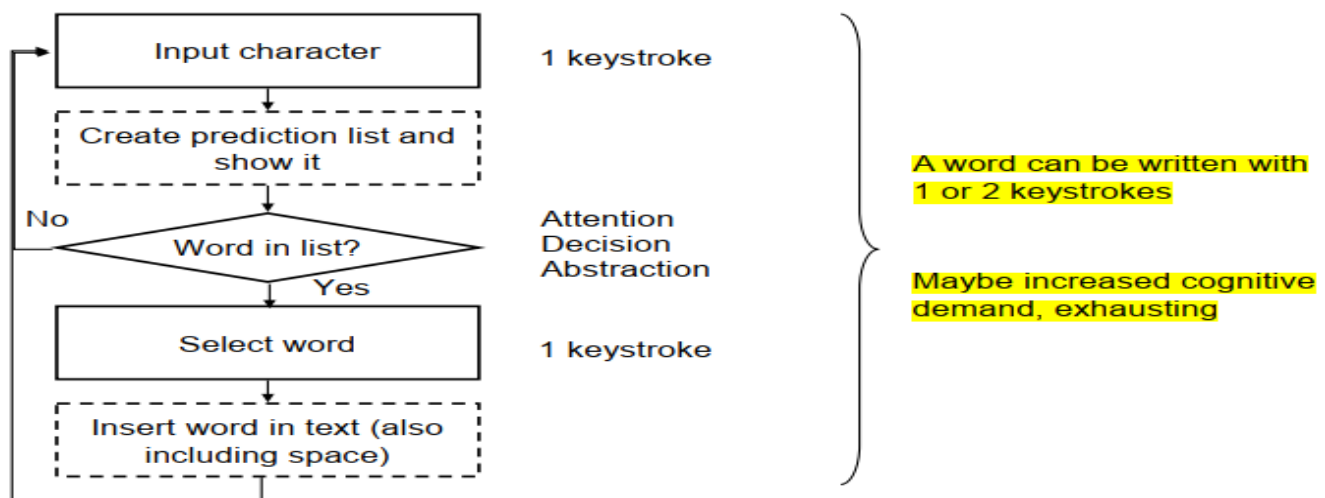 Input character
1 keystroke
Create prediction list and
show it
No
Word in list?
Attention
Decision
Abstraction
Yes
Select word
1 keystroke
Insert word in text (also
including space)
A word can be written with
1 or 2 keystrokes
Maybe increased cognitive
demand, exhausting